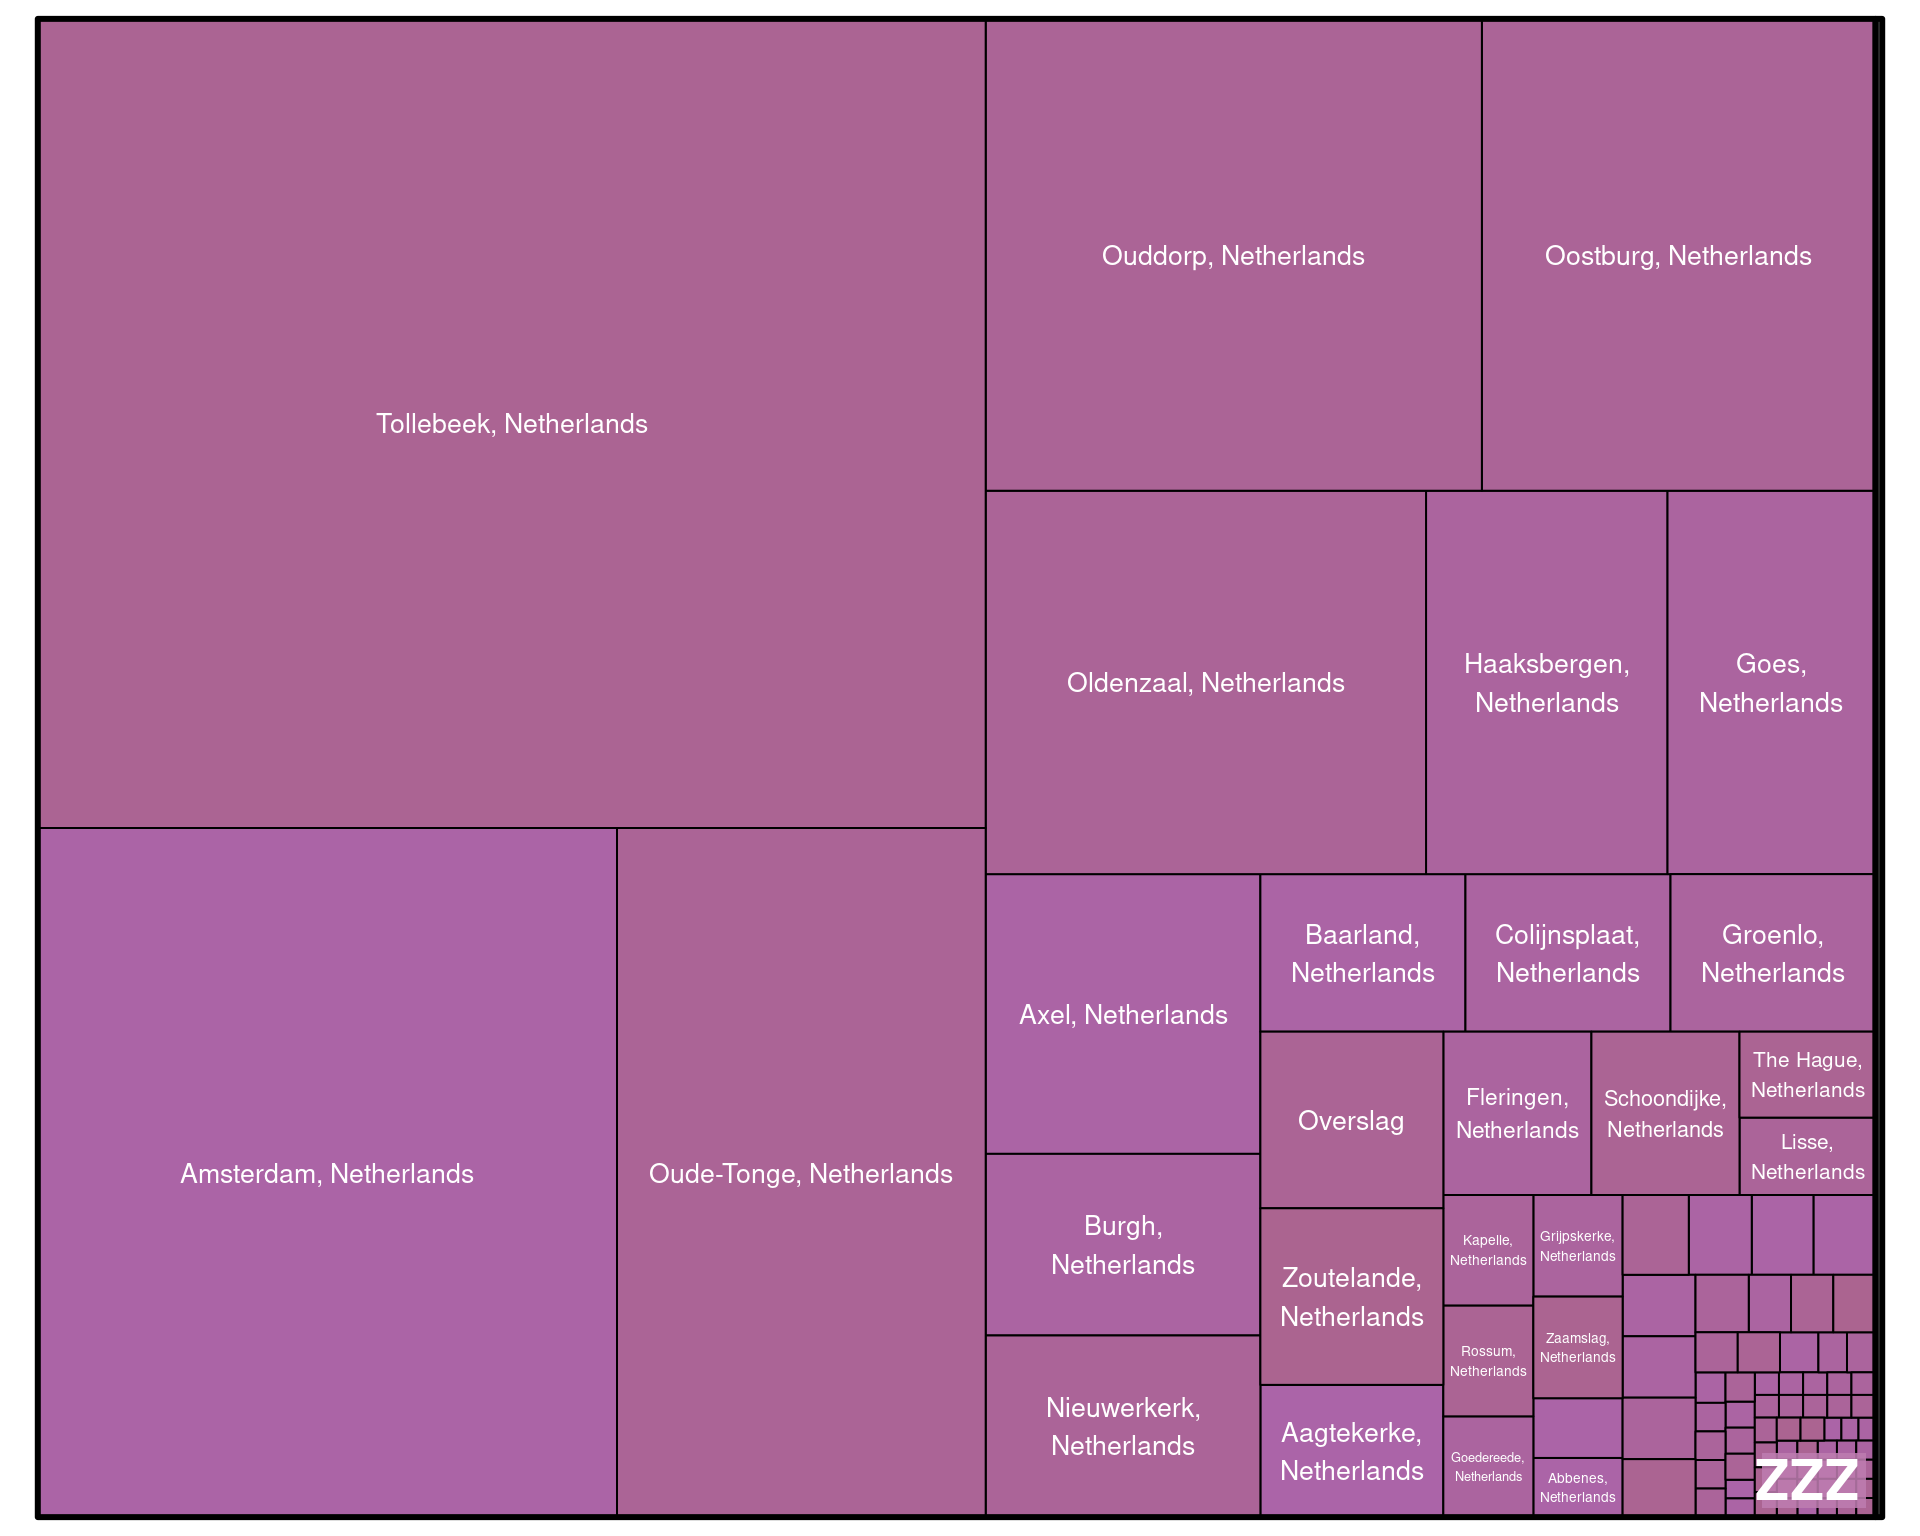 Tollebeek, Netherlands
Ouddorp, Netherlands
Oostburg, Netherlands
Oldenzaal, Netherlands
Haaksbergen,
Netherlands
Goes,
Netherlands
Amsterdam, Netherlands
Oude-Tonge, Netherlands
Axel, Netherlands
Baarland,
Netherlands
Colijnsplaat,
Netherlands
Groenlo,
Netherlands
Burgh,
Netherlands
Nieuwerkerk,
Netherlands
Overslag
Zoutelande,
Netherlands
Aagtekerke,
Netherlands
Fleringen,
Netherlands
Schoondijke,
Netherlands
The Hague,
Netherlands
Lisse,
Netherlands
Kapelle,
Netherlands
Grijpskerke,
Netherlands
Rossum,
Netherlands
Zaamslag,
Netherlands
Goedereede,
Netherlands
Abbenes,
Netherlands
ZZZ